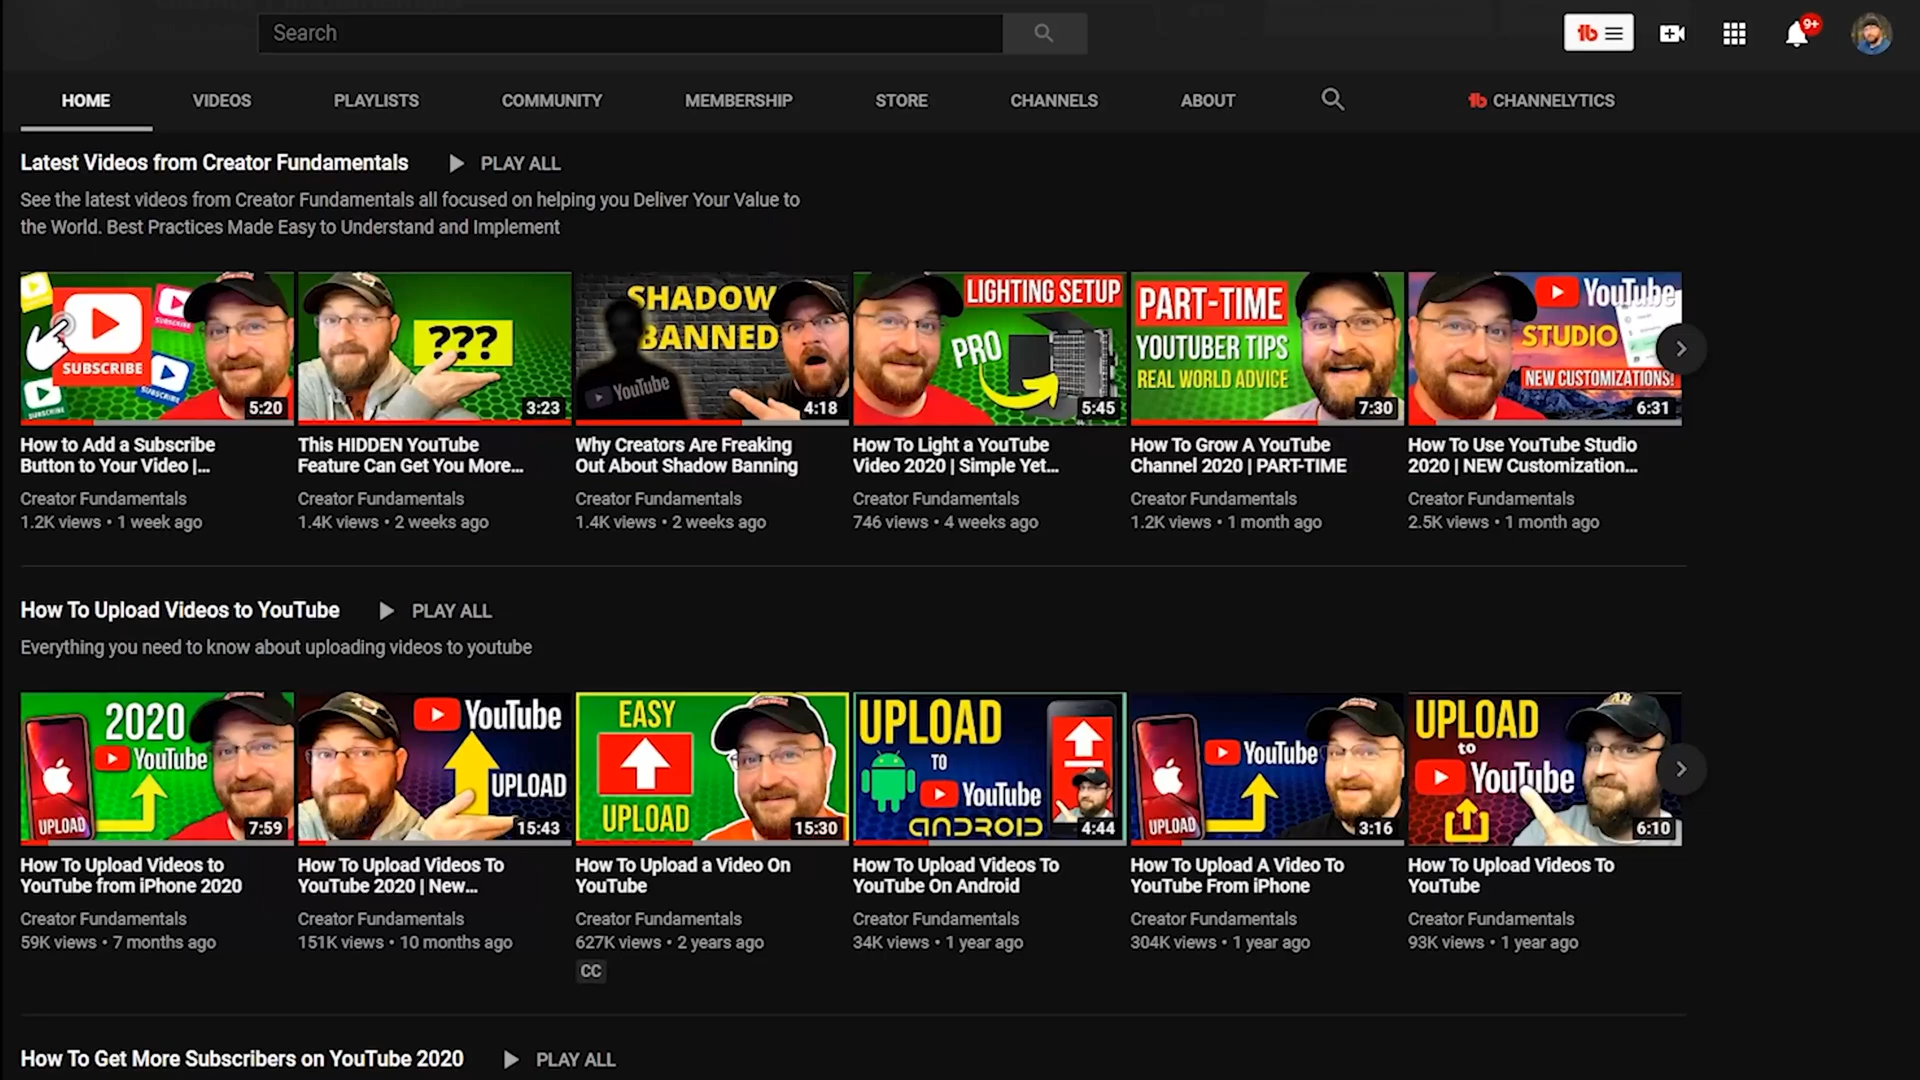 Search
9+
HOME VIDEOS PLAYLISTS COMMUNITY MEMBERSHIP STORE CHANNELS ABOUT CHANNELYTICS
Latest Videos from Creator Fundamentals PLAY ALL
See the latest videos from Creator Fundamentals all focused on helping you Deliver Your Value to
the World. Best Practices Made Easy to Understand and Implement
SUBSCRIBE
SUBSCRIBE
SUBSCRIBE
SUBSCRIBE
5:20
???
3:23
SHADOW
BANNED
YouTube
4:18
LIGHTING SETUP
PRO
5:45
PART-TIME
YOUTUBER TIPS
REAL WORLD ADVICE
7:30
YouTube
STUDIO
NEW CUSTOMIZATIONS!
6:31
How to Add a Subscribe
Button to Your Video |...
Creator Fundamentals
1.2K views • 1 week ago
This HIDDEN YouTube
Feature Can Get You More...
Creator Fundamentals
1.4K views • 2 weeks ago
Why Creators Are Freaking
Out About Shadow Banning
Creator Fundamentals
1.4K views • 2 weeks ago
How To Light a YouTube
Video 2020 | Simple Yet...
Creator Fundamentals
746 views • 4 weeks ago
How To Grow A YouTube
Channel 2020 | PART-TIME
Creator Fundamentals
1.2K views • 1 month ago
How To Use YouTube Studio
2020 | NEW Customization...
Creator Fundamentals
2.5K views • 1 month ago
How To Upload Videos to YouTube PLAY ALL
Everything you need to know about uploading videos to youtube
2020
YouTube
UPLOAD
7:59
YouTube
UPLOAD
15:43
EASY
UPLOAD
15:30
UPLOAD
TO
YouTube
ANDROID
4:44
YouTube
UPLOAD
3:16
UPLOAD
to
YouTube
6:10
How To Upload Videos to
YouTube from iPhone 2020
Creator Fundamentals
59K views • 7 months ago
How To Upload Videos To
YouTube 2020 | New...
Creator Fundamentals
151K views • 10 months ago
How To Upload a Video On
YouTube
Creator Fundamentals
627K views • 2 years ago
CC
How To Upload Videos To
YouTube On Android
Creator Fundamentals
34K views • 1 year ago
How To Upload A Video To
YouTube From iPhone
Creator Fundamentals
304K views • 1 year ago
How To Upload Videos To
YouTube
Creator Fundamentals
93K views • 1 year ago
How To Get More Subscribers on YouTube 2020 PLAY ALL